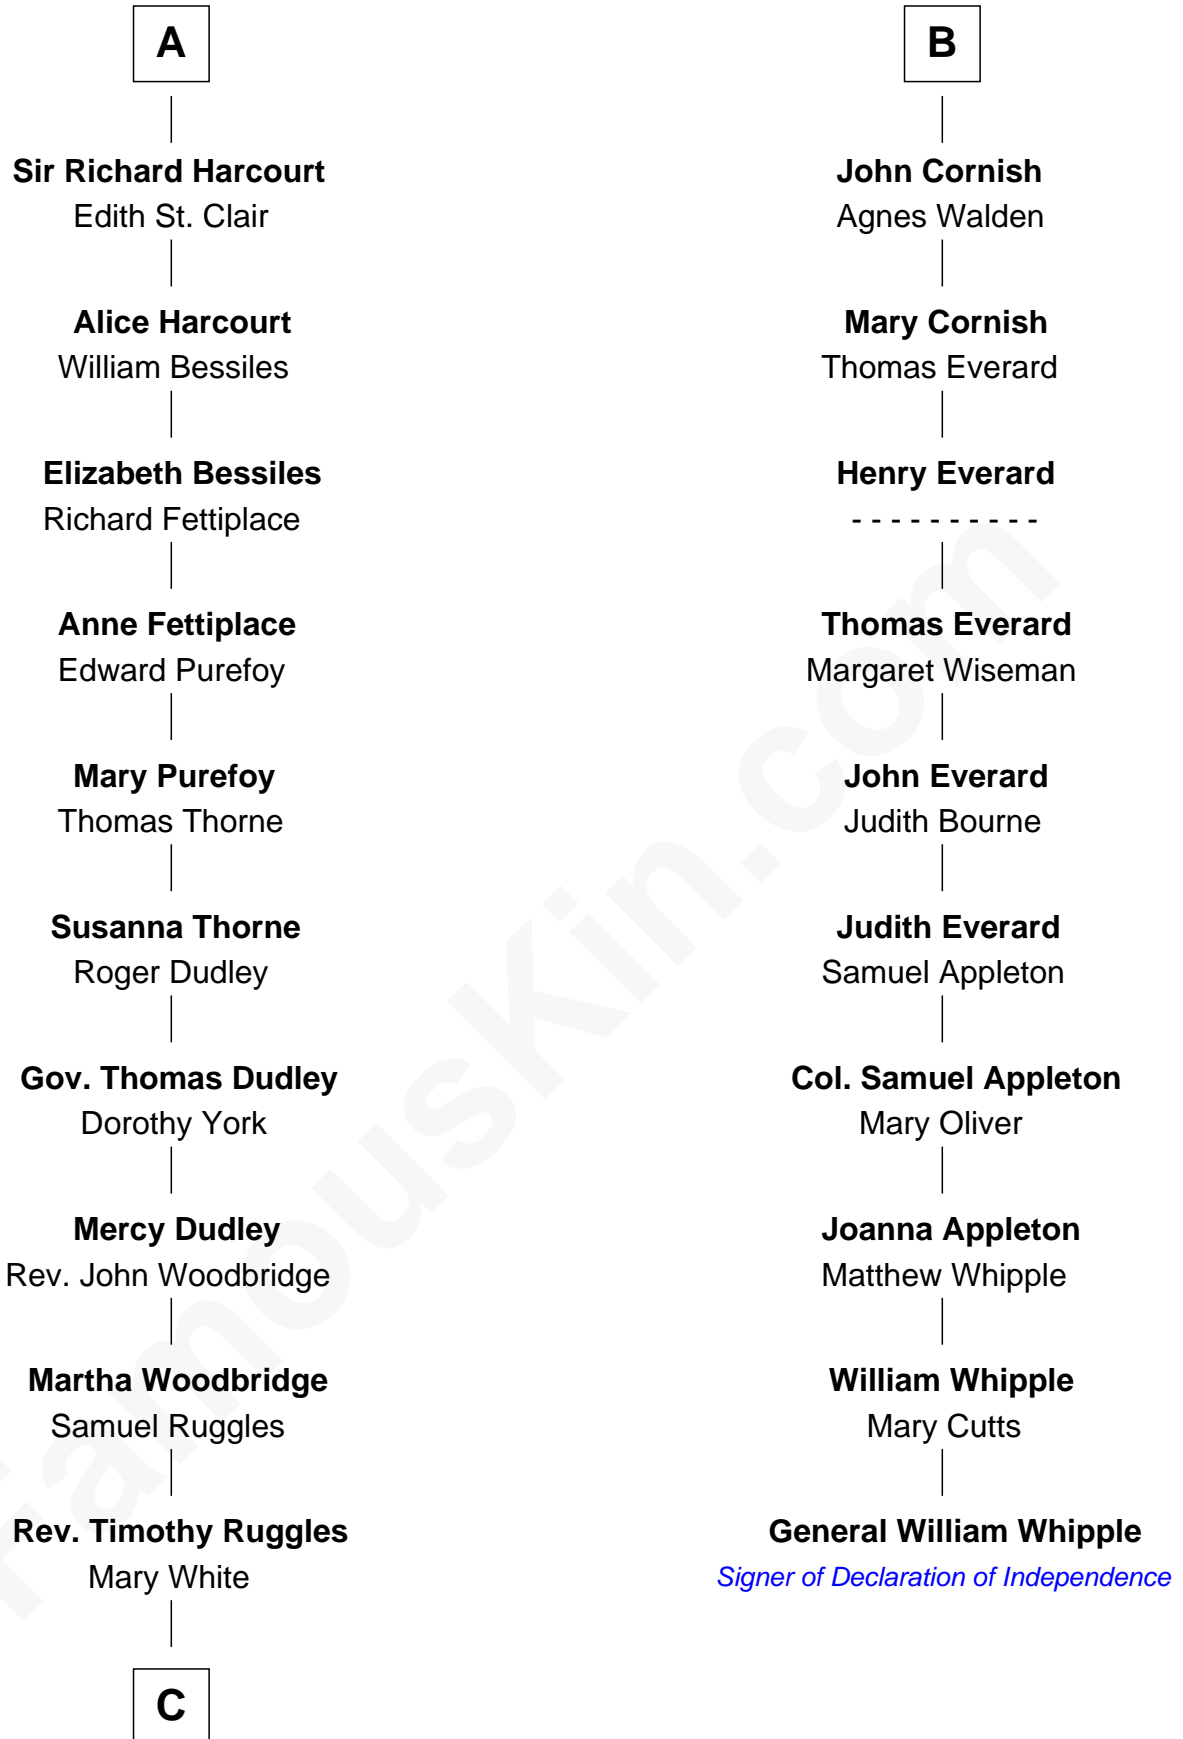 A
Sir Richard Harcourt
Edith St. Clair
Alice Harcourt
William Bessiles
Elizabeth Bessiles
Richard Fettiplace
Anne Fettiplace
Edward Purefoy
Mary Purefoy
Thomas Thorne
Susanna Thorne
Roger Dudley
Gov. Thomas Dudley
Dorothy York
Mercy Dudley
Rev. John Woodbridge
Martha Woodbridge
Samuel Ruggles
Rev. Timothy Ruggles
Mary White
C
B
John Cornish
Agnes Walden
Mary Cornish
Thomas Everard
Henry Everard
- - - - - - - - - -
Thomas Everard
Margaret Wiseman
John Everard
Judith Bourne
Judith Everard
Samuel Appleton
Col. Samuel Appleton
Mary Oliver
Joanna Appleton
Matthew Whipple
William Whipple
Mary Cutts
General William Whipple
Signer of Declaration of Independence
FamousKin.com